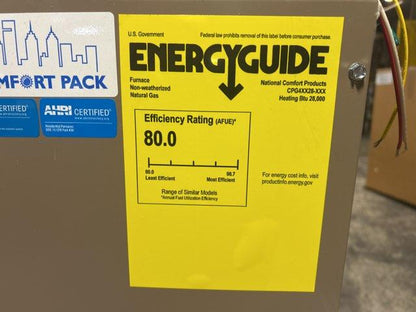 U.S. Government
Federal law prohibits removal of this label before consumer purchase.
ENERGYGUIDE
Furnace
Non-weatherized
Natural Gas
National Comfort Products
CPG4XX28-XXX
Heating Btu 28,000
Efficiency Rating (AFUE)*
80.0
80.0
98.7
Least Efficient
Most Efficient
Range of Similar Models
*Annual Fuel Utilization Efficiency
For energy cost info, visit
productinfo.energy.gov
MFORT PACK
CERTIFIED®
AHRI CERTIFIED®